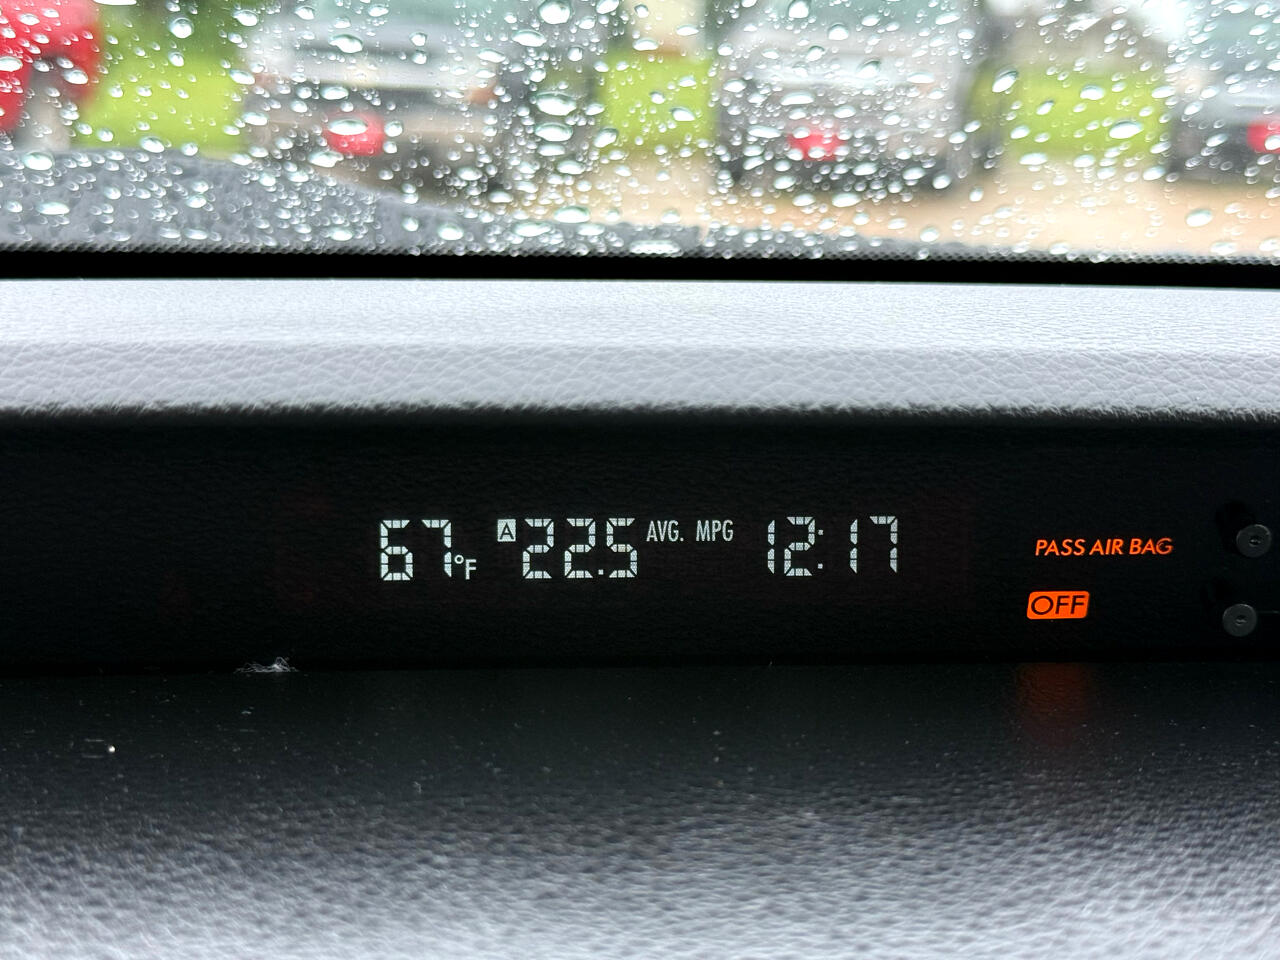 67°F A 22.5 AVG. MPG 12:17
PASS AIR BAG
OFF